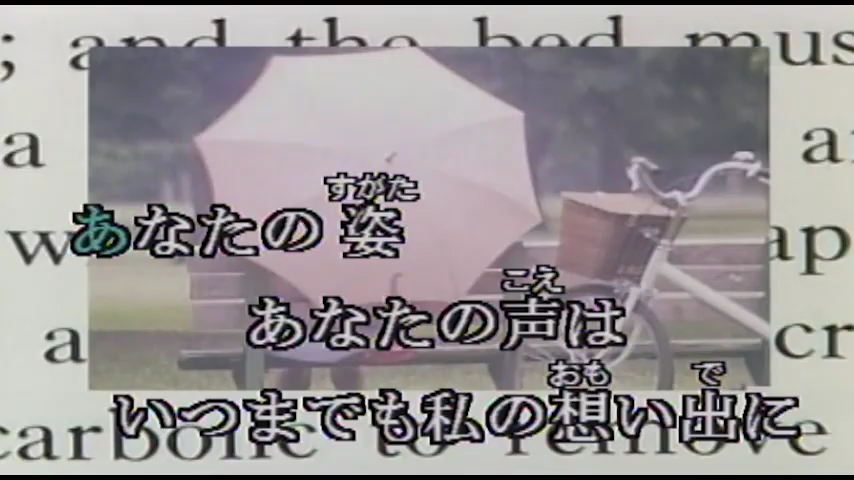 ; and the bed mus
a
a
すがた
w
あなたの 姿
ap
こえ
あなたの声は
a
cr
おも で
いつまでも私の想い出に
carbolic to remove